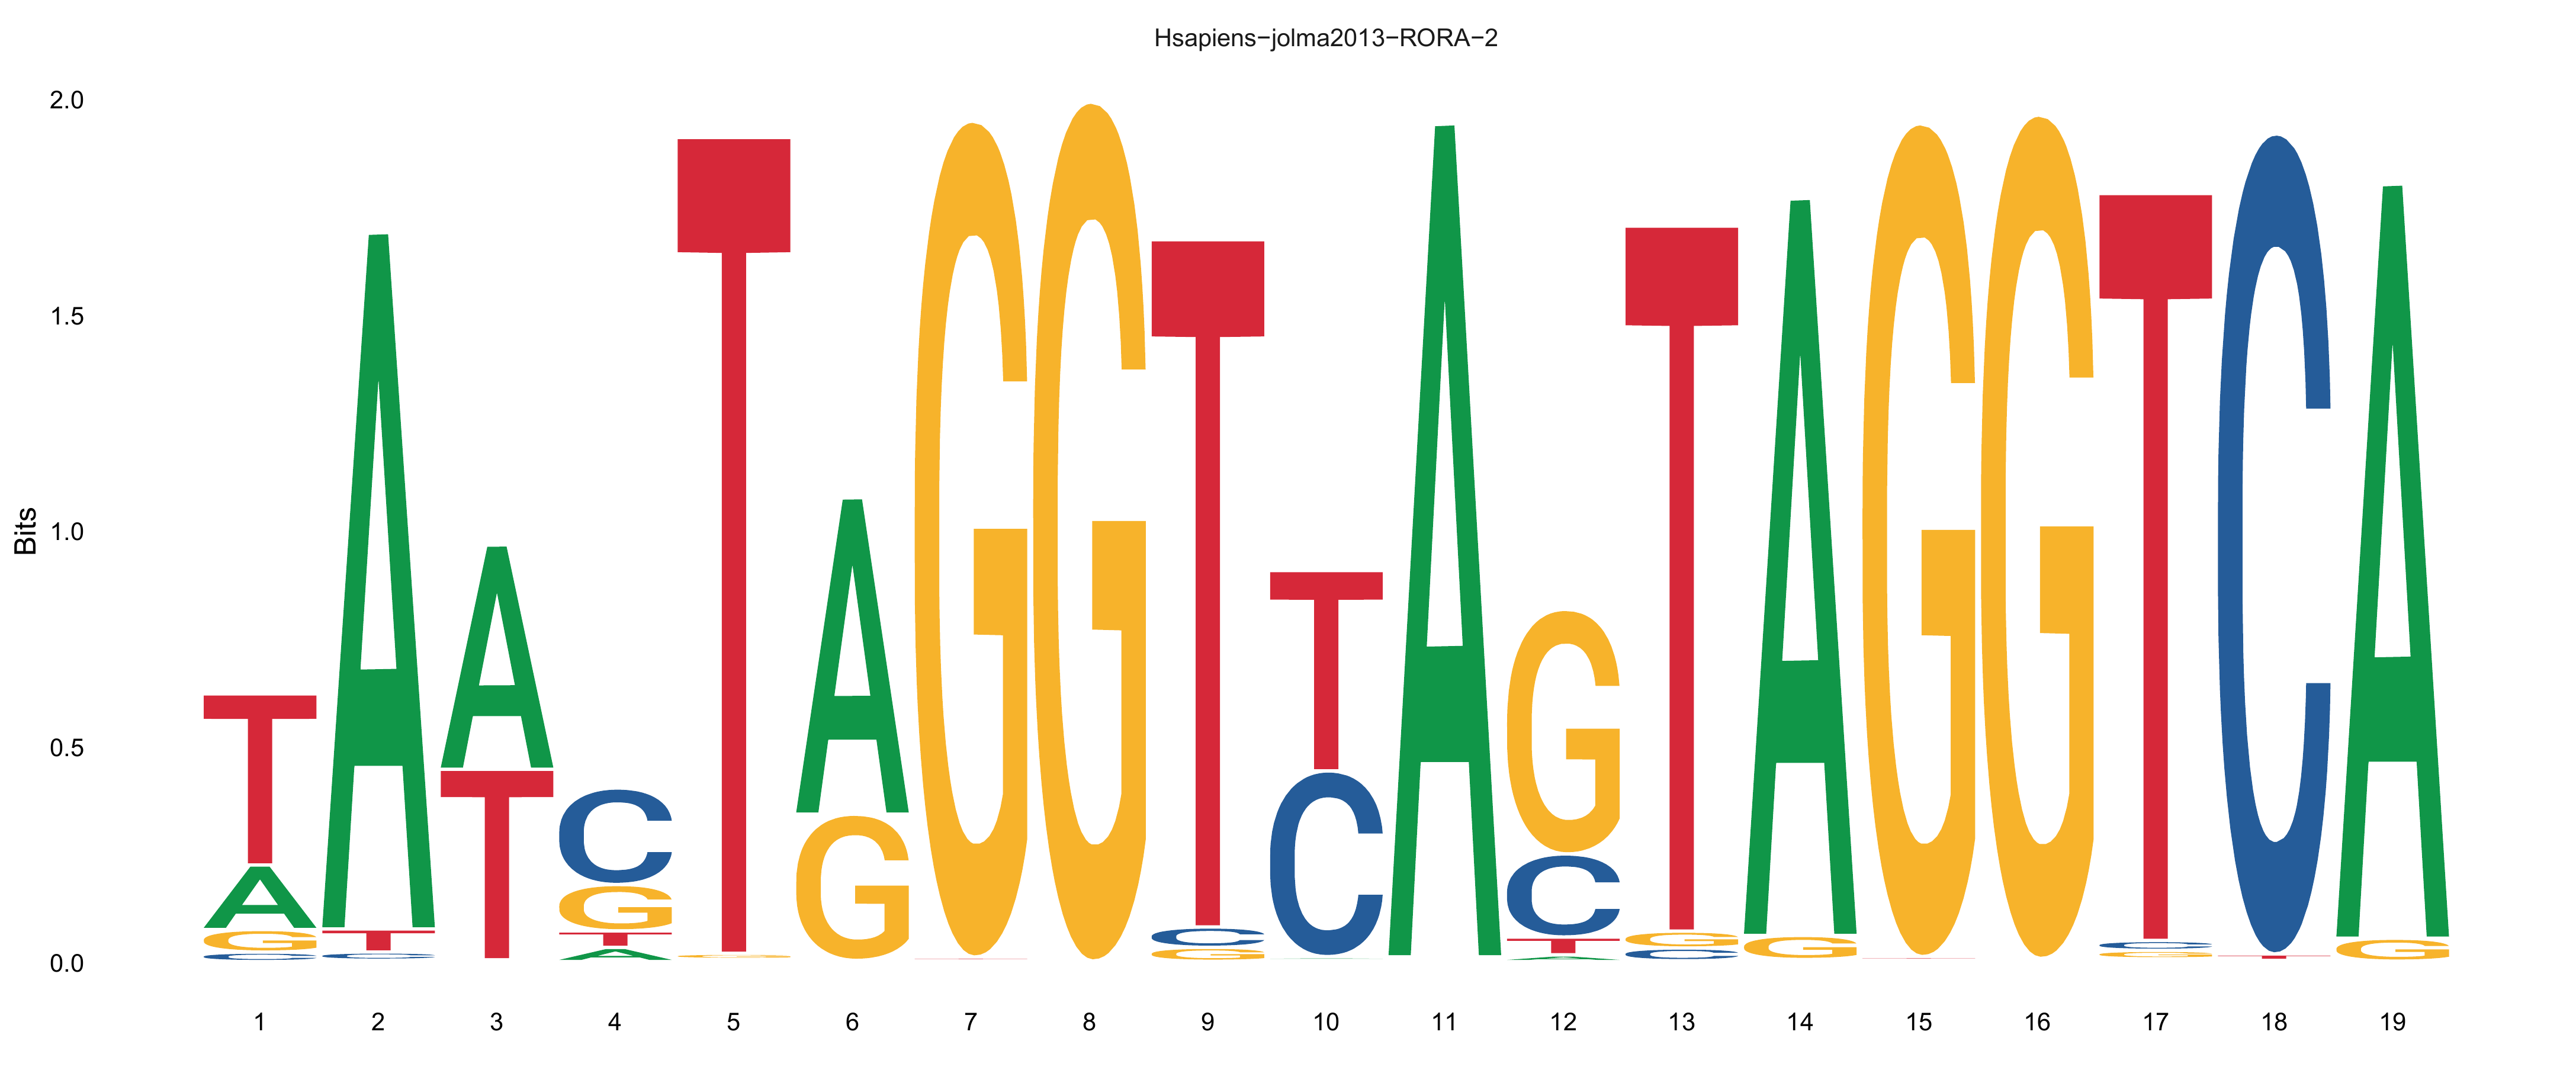 Hsapiens−jolma2013−RORA−2
2.0
1.5
1.0
0.5
0.0
Bits
T A A C T A G G T T A G T A G G T C A
A T T G G C C C G G T G
G C T G T C S G
C A A
1 2 3 4 5 6 7 8 9 10 11 12 13 14 15 16 17 18 19